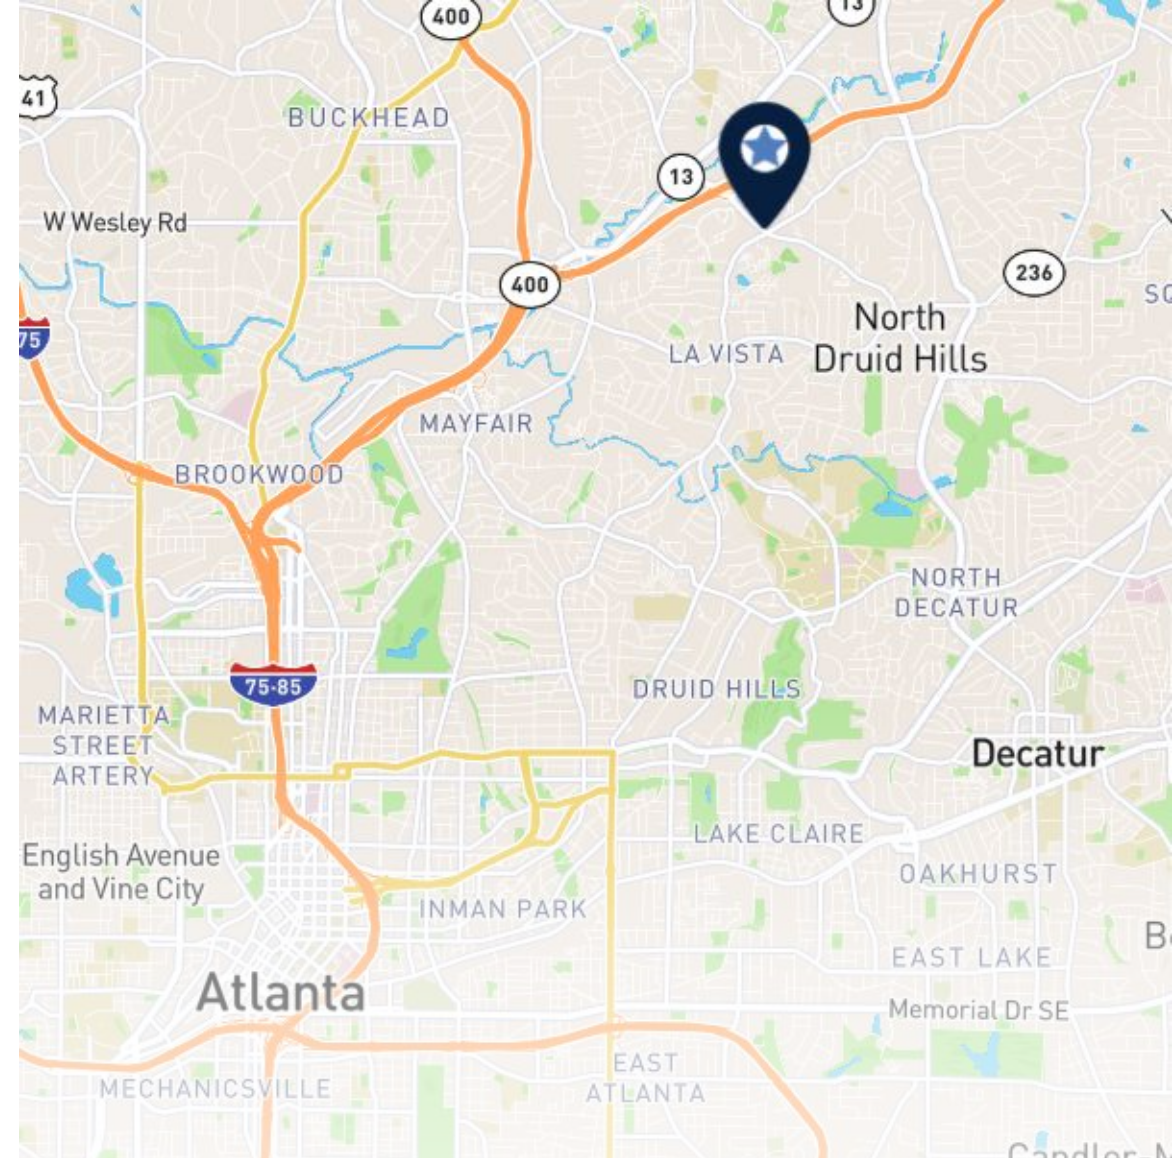 400
13
41
BUCKHEAD
13
W Wesley Rd
400
236
75
North
Druid Hills
LA VISTA
MAYFAIR
BROOKWOOD
NORTH
DECATUR
75-85
DRUID HILLS
MARIETTA
STREET
ARTERY
Decatur
LAKE CLAIRE
English Avenue
and Vine City
OAKHURST
INMAN PARK
EAST LAKE
Atlanta
Memorial Dr SE
EAST
ATLANTA
MECHANICSVILLE